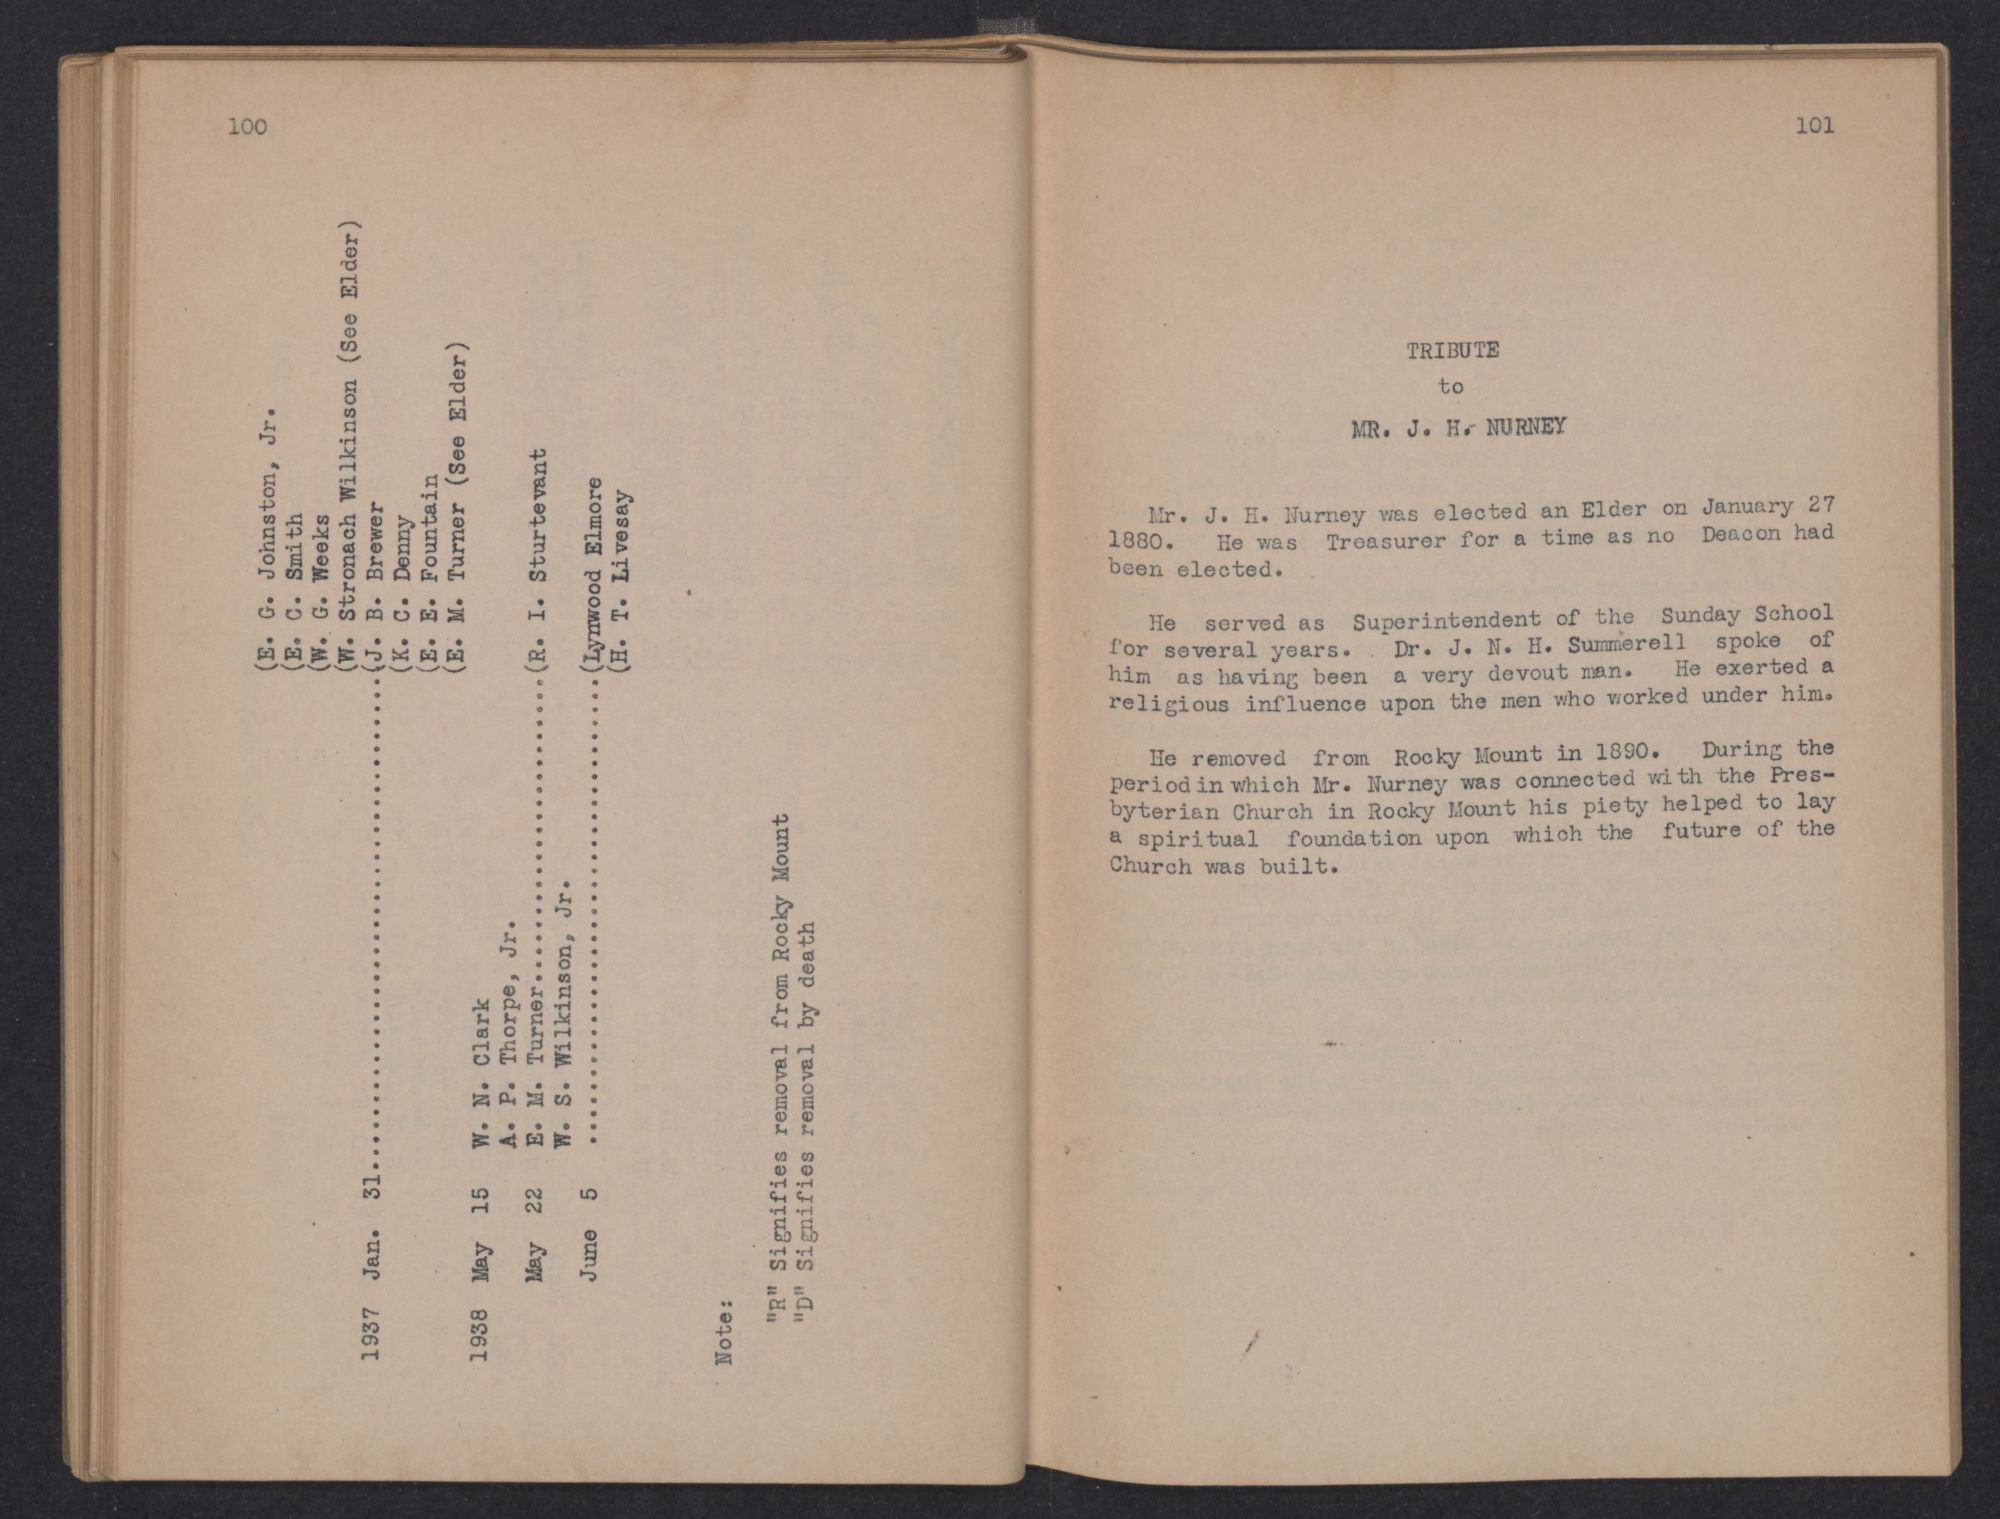 100
(E. G. Johnston, Jr.
(E. C. Smith
(W. G. Weeks
(W. Stronach Wilkinson (See Elder)
1937 Jan. 31..........................................(J. B. Brewer
(K. C. Denny
(E. E. Fountain
(E. M. Turner (See Elder)
1938 May 15 W. N. Clark
A. P. Thorpe, Jr.
May 22 E. M. Turner.........................(R. I. Sturtevant
W. S. Wilkinson, Jr.
June 5 .......................................(Lynwood Elmore
(H. T. Livesay
Note:
"R" Signifies removal from Rocky Mount
"D" Signifies removal by death
101
TRIBUTE
to
MR. J. H. NURNEY
Mr. J. H. Nurney was elected an Elder on January 27
1880. He was Treasurer for a time as no Deacon had
been elected.
He served as Superintendent of the Sunday School
for several years. Dr. J. N. H. Summerell spoke of
him as having been a very devout man. He exerted a
religious influence upon the men who worked under him.
He removed from Rocky Mount in 1890. During the
period in which Mr. Nurney was connected with the Pres-
byterian Church in Rocky Mount his piety helped to lay
a spiritual foundation upon which the future of the
Church was built.